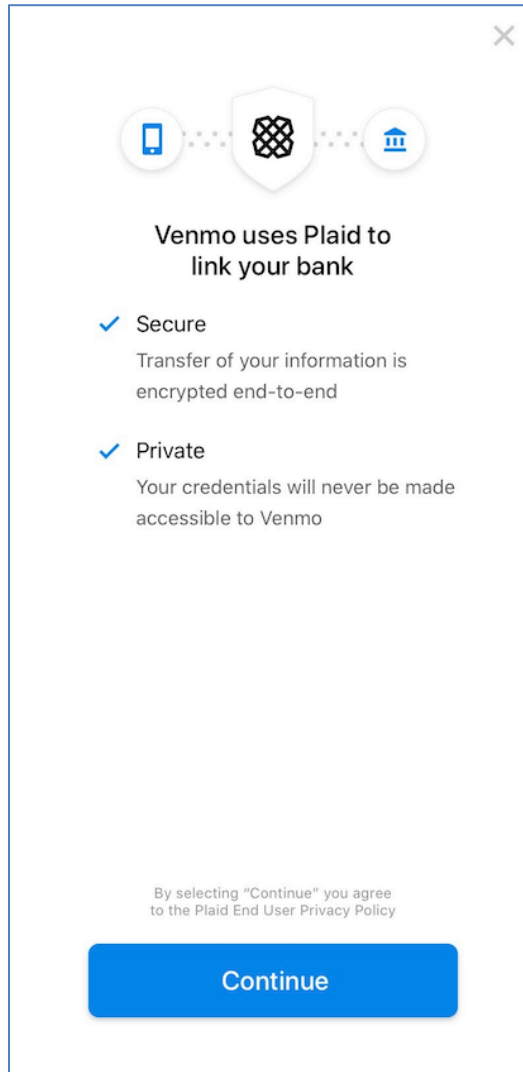 Venmo uses Plaid to
link your bank
Secure
Transfer of your information is
encrypted end-to-end
Private
Your credentials will never be made
accessible to Venmo
By selecting "Continue" you agree
to the Plaid End User Privacy Policy
Continue